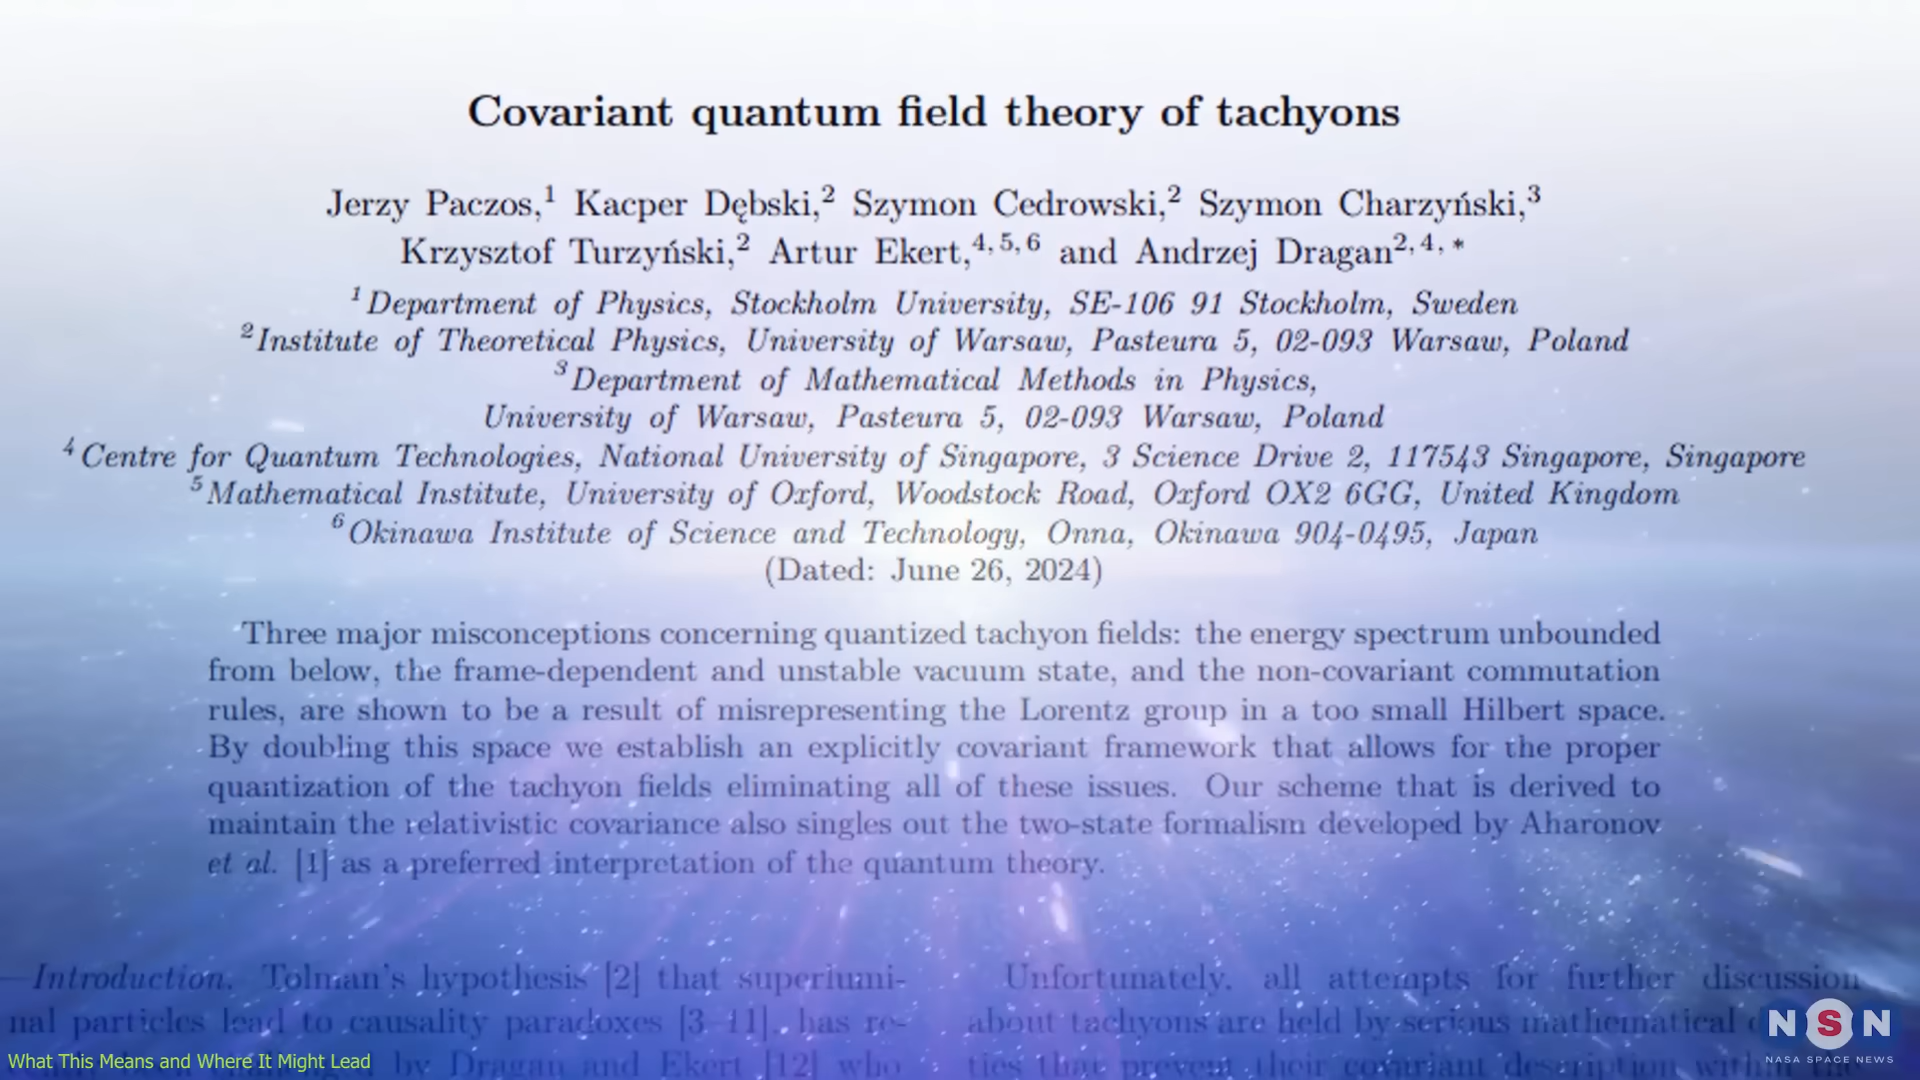 Covariant quantum field theory of tachyons
Jerzy Paczos,1 Kacper Dębski,2 Szymon Cedrowski,2 Szymon Charzyński,3
Krzysztof Turzyński,2 Artur Ekert,4, 5, 6 and Andrzej Dragan2, 4, *
1Department of Physics, Stockholm University, SE-106 91 Stockholm, Sweden
2Institute of Theoretical Physics, University of Warsaw, Pasteura 5, 02-093 Warsaw, Poland
3Department of Mathematical Methods in Physics,
University of Warsaw, Pasteura 5, 02-093 Warsaw, Poland
4Centre for Quantum Technologies, National University of Singapore, 3 Science Drive 2, 117543 Singapore, Singapore
5Mathematical Institute, University of Oxford, Woodstock Road, Oxford OX2 6GG, United Kingdom
6Okinawa Institute of Science and Technology, Onna, Okinawa 904-0495, Japan
(Dated: June 26, 2024)
Three major misconceptions concerning quantized tachyon fields: the energy spectrum unbounded
from below, the frame-dependent and unstable vacuum state, and the non-covariant commutation
rules, are shown to be a result of misrepresenting the Lorentz group in a too small Hilbert space.
By doubling this space we establish an explicitly covariant framework that allows for the proper
quantization of the tachyon fields eliminating all of these issues. Our scheme that is derived to
maintain the relativistic covariance also singles out the two-state formalism developed by Aharonov
et al. [1] as a preferred interpretation of the quantum theory.
Introduction. Tolman's hypothesis [2] that superlumi-
nal particles lead to causality paradoxes [3–11], has re-
by Dragan and Ekert [12] who
Unfortunately, all attempts for further discussion
about tachyons are held by serious mathematical
ties that prevent their covariant description within the
What This Means and Where It Might Lead
NSN
NASA SPACE NEWS